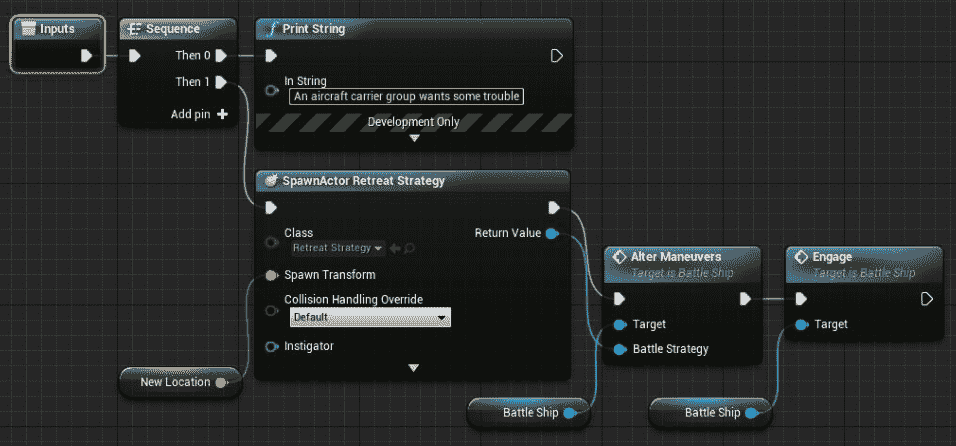 Inputs
Sequence
Then 0
Then 1
Add pin
Print String
In String
An aircraft carrier group wants some trouble
Development Only
SpawnActor Retreat Strategy
Class
Retreat Strategy
Return Value
Spawn Transform
Collision Handling Override
Default
Instigator
New Location
Alter Maneuvers
Target is Battle Ship
Target
Battle Strategy
Battle Ship
Engage
Target is Battle Ship
Target
Battle Ship